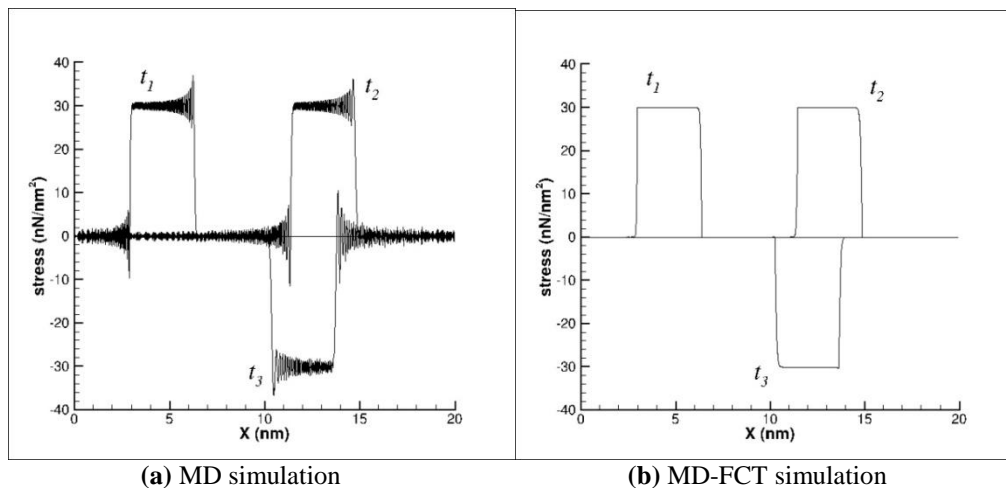 40
30
20
10
0
-10
-20
-30
-40
stress (nN/nm²)
t₁
t₂
t₃
0 5 10 15 20
X (nm)
(a) MD simulation
40
30
20
10
0
-10
-20
-30
-40
stress (nN/nm²)
t₁
t₂
t₃
0 5 10 15 20
X (nm)
(b) MD-FCT simulation